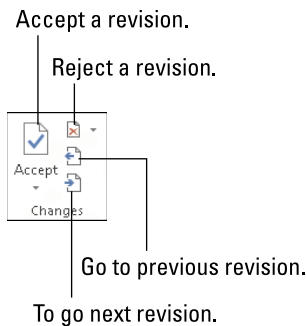 Accept a revision.
Reject a revision.
Accept
Changes
Go to previous revision.
To go next revision.